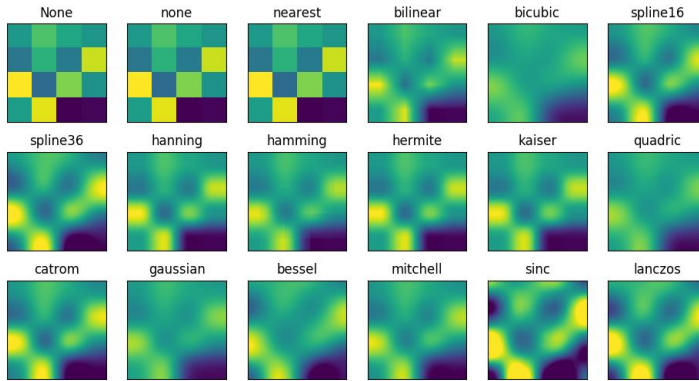 None none nearest bilinear bicubic spline16
spline36 hanning hamming hermite kaiser quadric
catrom gaussian bessel mitchell sinc lanczos